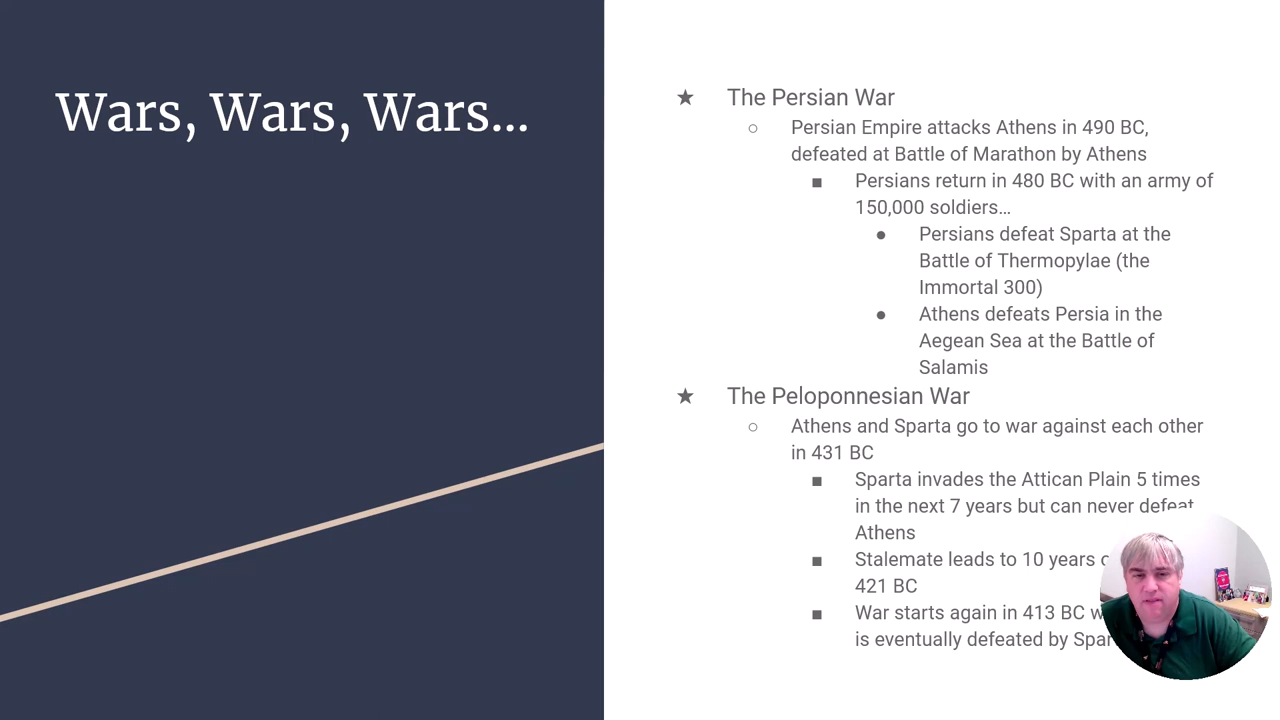 Wars, Wars, Wars...
★ The Persian War
○ Persian Empire attacks Athens in 490 BC,
defeated at Battle of Marathon by Athens
■ Persians return in 480 BC with an army of
150,000 soldiers…
● Persians defeat Sparta at the
Battle of Thermopylae (the
Immortal 300)
● Athens defeats Persia in the
Aegean Sea at the Battle of
Salamis
★ The Peloponnesian War
○ Athens and Sparta go to war against each other
in 431 BC
■ Sparta invades the Attican Plain 5 times
in the next 7 years but can never defeat
Athens
■ Stalemate leads to 10 years
421 BC
■ War starts again in 413 BC
is eventually defeated by